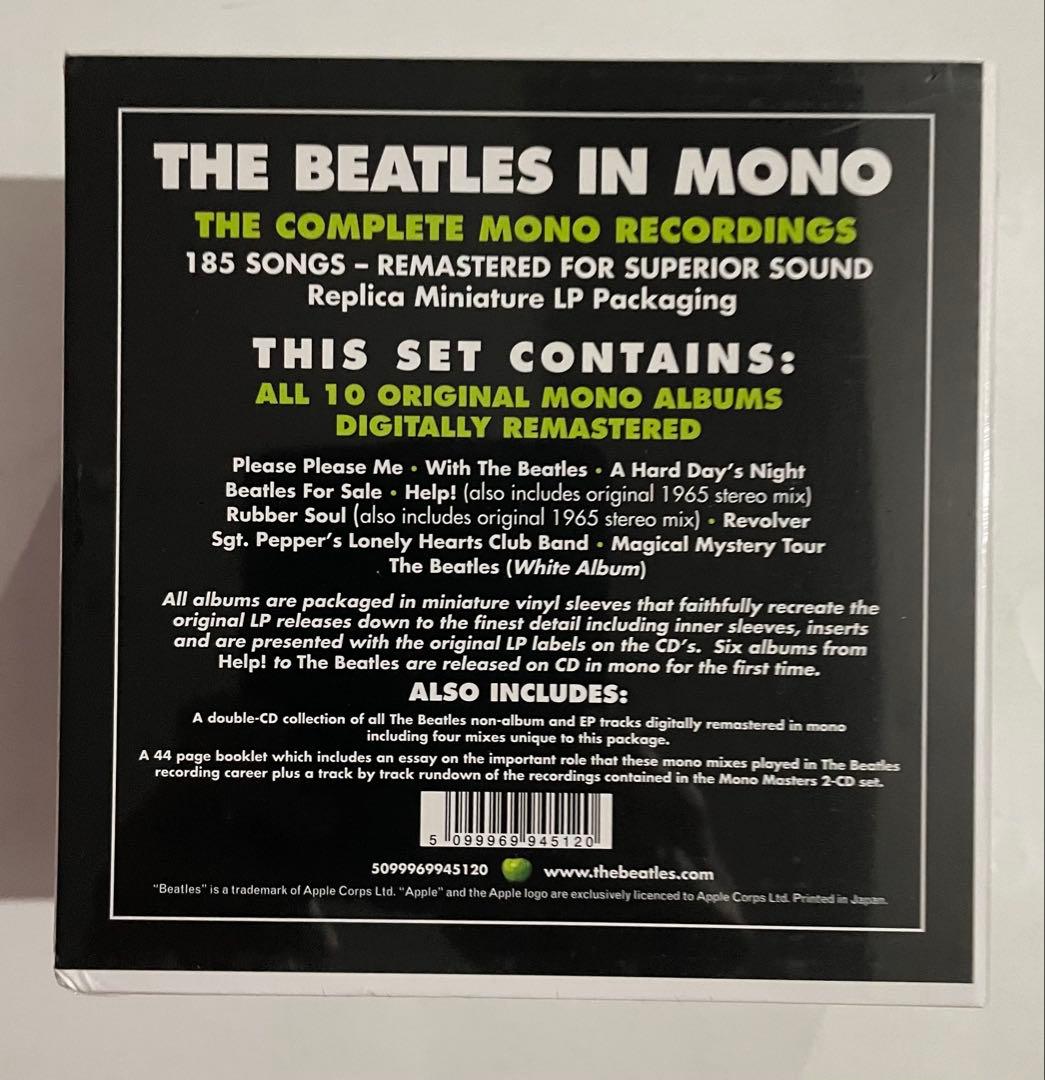 THE BEATLES IN MONO
THE COMPLETE MONO RECORDINGS
185 SONGS – REMASTERED FOR SUPERIOR SOUND
Replica Miniature LP Packaging
THIS SET CONTAINS:
ALL 10 ORIGINAL MONO ALBUMS
DIGITALLY REMASTERED
Please Please Me • With The Beatles • A Hard Day's Night
Beatles For Sale • Help! (also includes original 1965 stereo mix)
Rubber Soul (also includes original 1965 stereo mix) • Revolver
Sgt. Pepper's Lonely Hearts Club Band • Magical Mystery Tour
The Beatles (White Album)
All albums are packaged in miniature vinyl sleeves that faithfully recreate the
original LP releases down to the finest detail including inner sleeves, inserts
and are presented with the original LP labels on the CD's. Six albums from
Help! to The Beatles are released on CD in mono for the first time.
ALSO INCLUDES:
A double-CD collection of all The Beatles non-album and EP tracks digitally remastered in mono
including four mixes unique to this package.
A 44 page booklet which includes an essay on the important role that these mono mixes played in The Beatles
recording career plus a track by track rundown of the recordings contained in the Mono Masters 2-CD set.
5 099969 945120
5099969945120 www.thebeatles.com
"Beatles" is a trademark of Apple Corps Ltd. "Apple" and the Apple logo are exclusively licenced to Apple Corps Ltd. Printed in Japan.